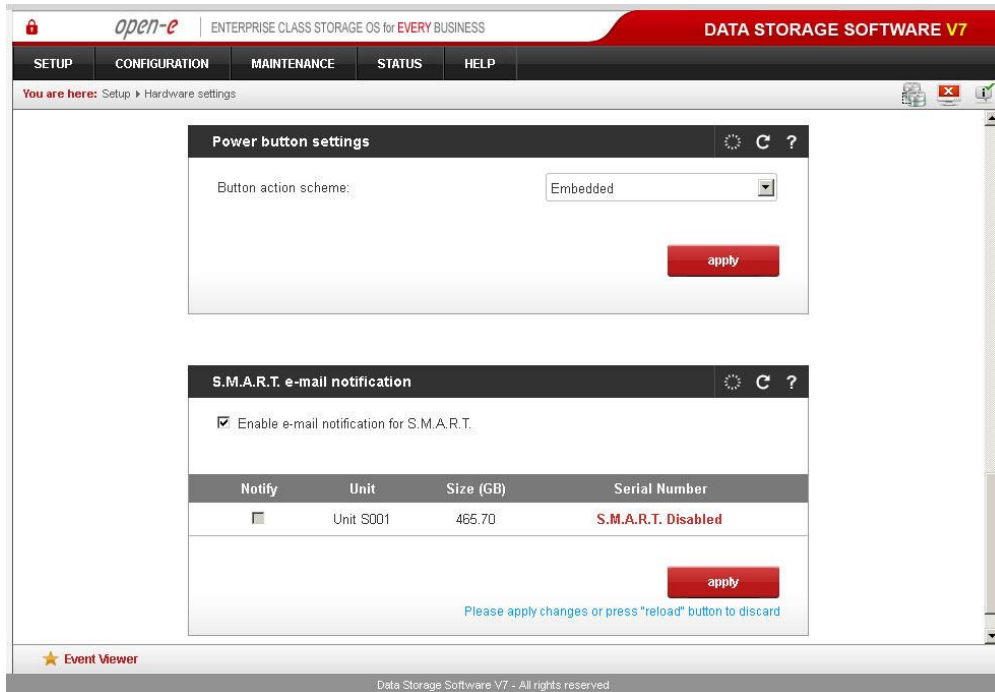 open-e ENTERPRISE CLASS STORAGE OS for EVERY BUSINESS DATA STORAGE SOFTWARE V7
SETUP CONFIGURATION MAINTENANCE STATUS HELP
You are here: Setup Hardware settings
Power button settings C ?
Button action scheme: Embedded
apply
S.M.A.R.T. e-mail notification C ?
Enable e-mail notification for S.M.A.R.T.
Notify Unit Size (GB) Serial Number
Unit S001 465.70 S.M.A.R.T. Disabled
apply
Please apply changes or press "reload" button to discard
Event Viewer
Data Storage Software V7 - All rights reserved